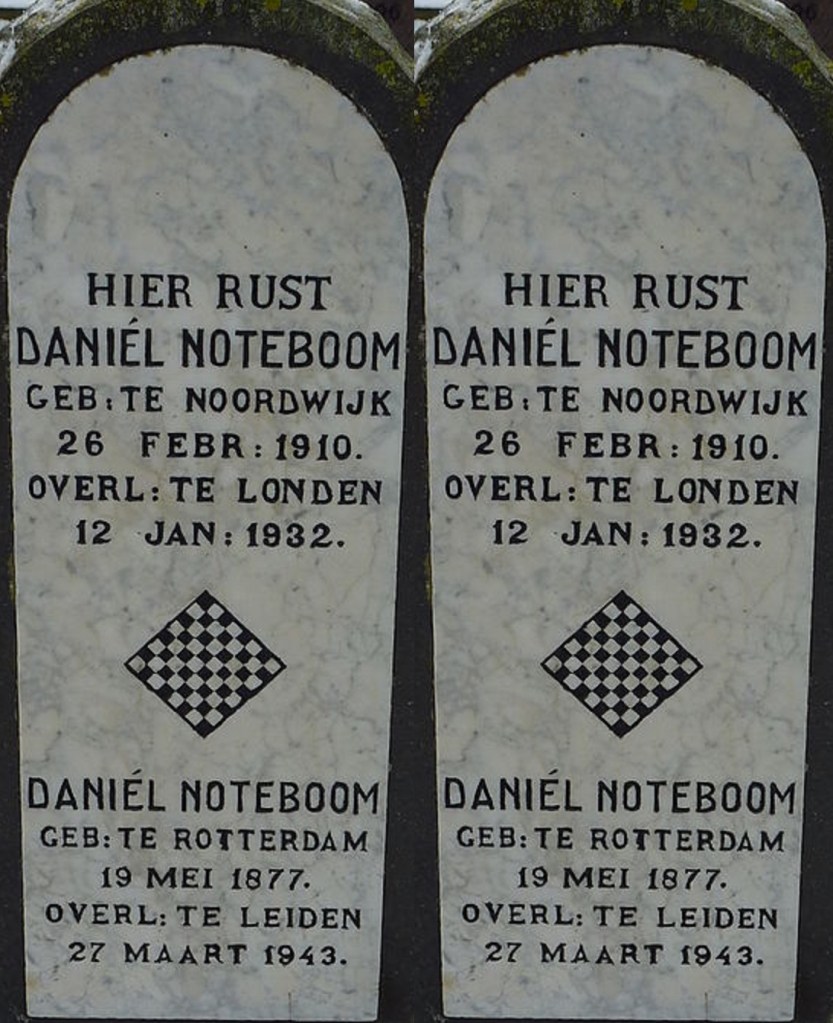 HIER RUST
DANIÉL NOTEBOOM
GEB: TE NOORDWIJK
26 FEBR: 1910.
OVERL: TE LONDEN
12 JAN: 1932.
DANIÉL NOTEBOOM
GEB: TE ROTTERDAM
19 MEI 1877.
OVERL: TE LEIDEN
27 MAART 1943.
HIER RUST
DANIÉL NOTEBOOM
GEB: TE NOORDWIJK
26 FEBR: 1910.
OVERL: TE LONDEN
12 JAN: 1932.
DANIÉL NOTEBOOM
GEB: TE ROTTERDAM
19 MEI 1877.
OVERL: TE LEIDEN
27 MAART 1943.